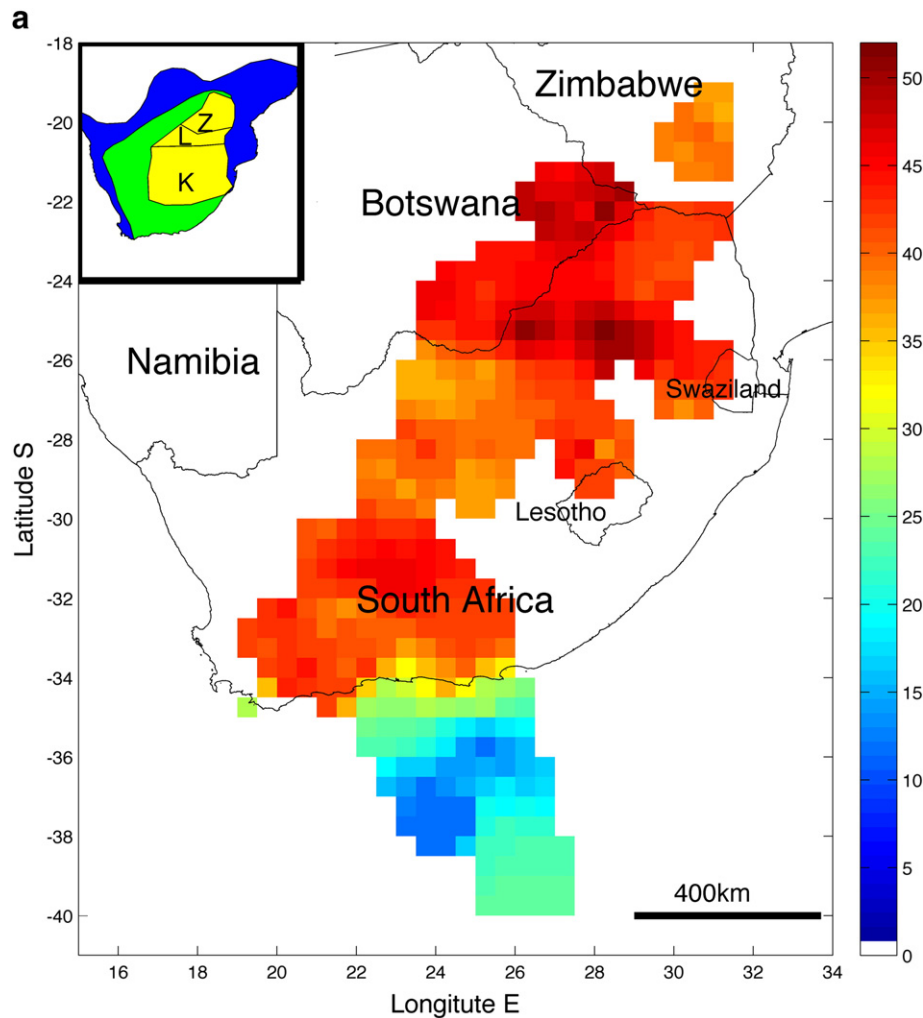 a
-18
-20
-22
-24
-26
-28
-30
-32
-34
-36
-38
-40
Latitude S
Z
L
K
Zimbabwe
Botswana
Namibia
Swaziland
Lesotho
South Africa
400km
16 18 20 22 24 26 28 30 32 34
Longitute E
50
45
40
35
30
25
20
15
10
5
0